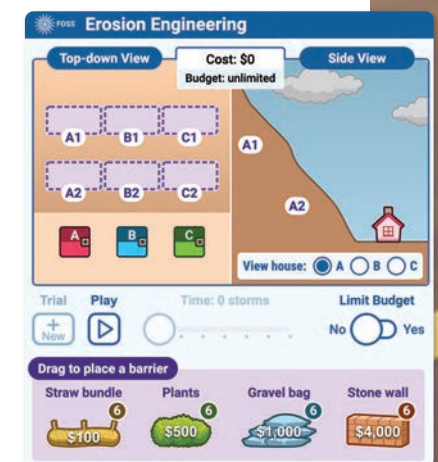 FOSS Erosion Engineering
Top-down View
Cost: $0
Budget: unlimited
Side View
A1 B1 C1
A2 B2 C2
A B C
A1
A2
View house: A B C
Trial
Play
Time: 0 storms
Limit Budget
+
New
No Yes
Drag to place a barrier
Straw bundle
Plants
Gravel bag
Stone wall
6 6 6 6
$100 $500 $1,000 $4,000